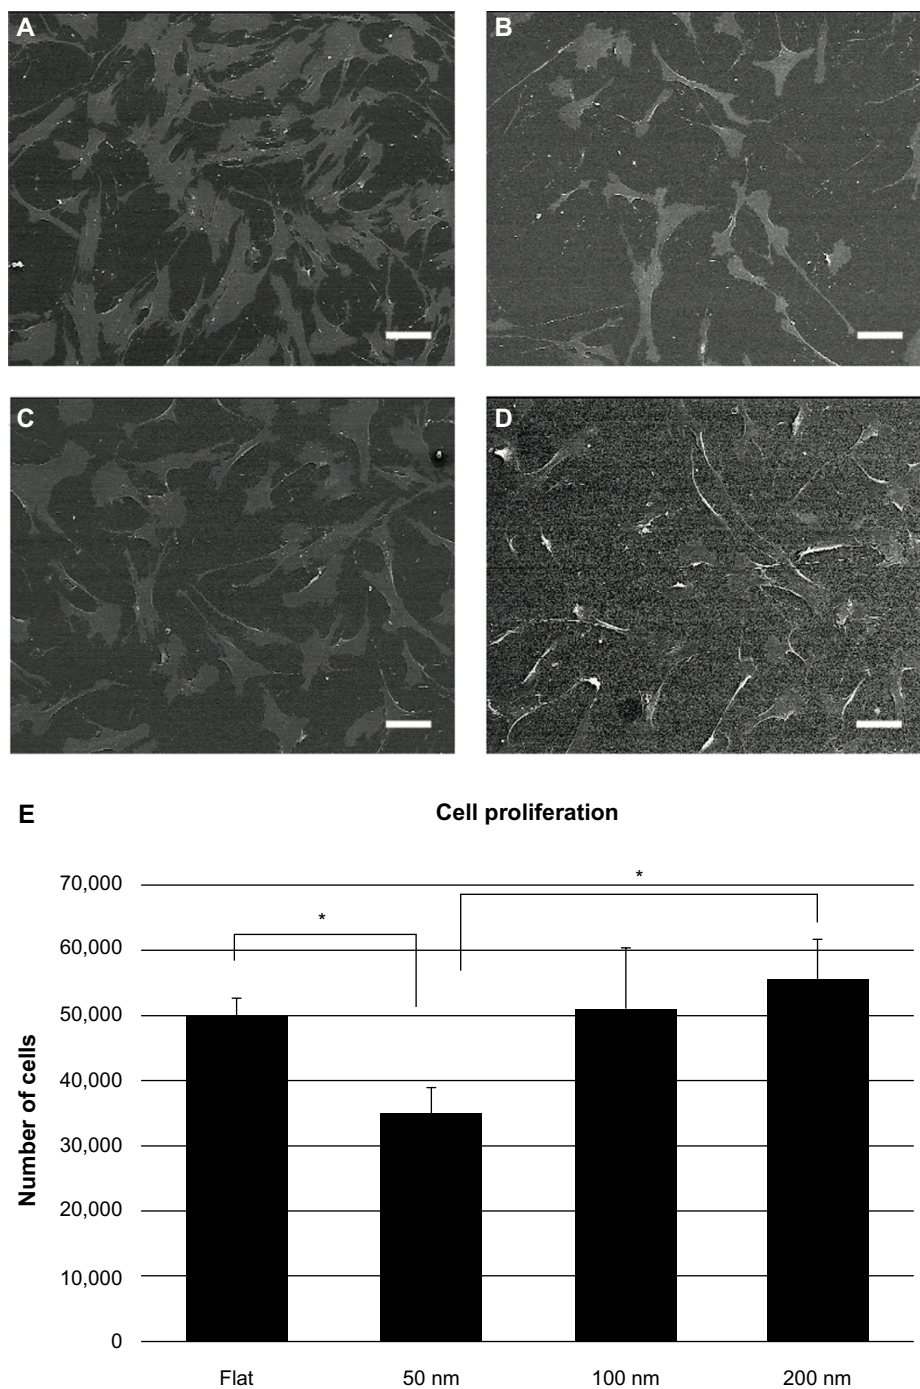 A
B
C
D
E
Cell proliferation
70,000
60,000
50,000
40,000
30,000
20,000
10,000
0
Number of cells
*
*
Flat
50 nm
100 nm
200 nm